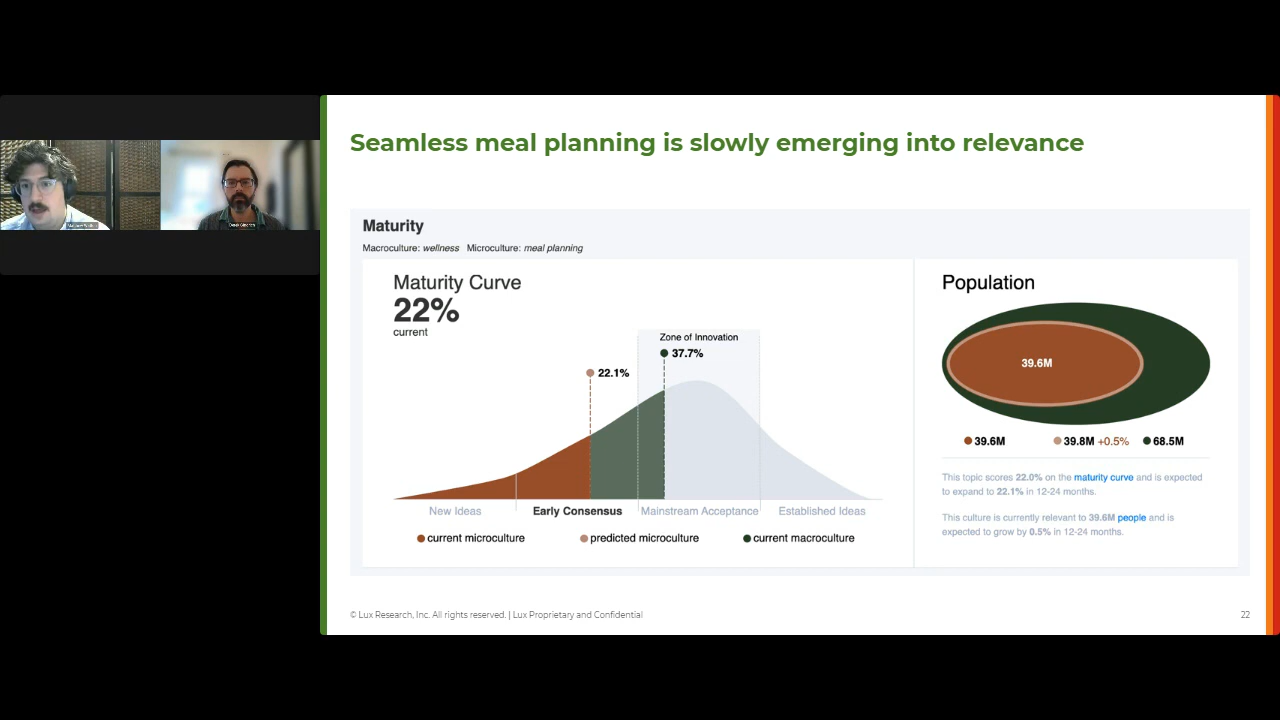 Seamless meal planning is slowly emerging into relevance
Maturity
Macroculture: wellness Microculture: meal planning
Maturity Curve
22%
current
Zone of Innovation
37.7%
22.1%
New Ideas
Early Consensus
Mainstream Acceptance
Established Ideas
current microculture
predicted microculture
current macroculture
Population
39.6M
39.6M
39.8M +0.5%
68.5M
This topic scores 22.0% on the maturity curve and is expected
to expand to 22.1% in 12-24 months.
This culture is currently relevant to 39.6M people and is
expected to grow by 0.5% in 12-24 months.
© Lux Research, Inc. All rights reserved. | Lux Proprietary and Confidential
22